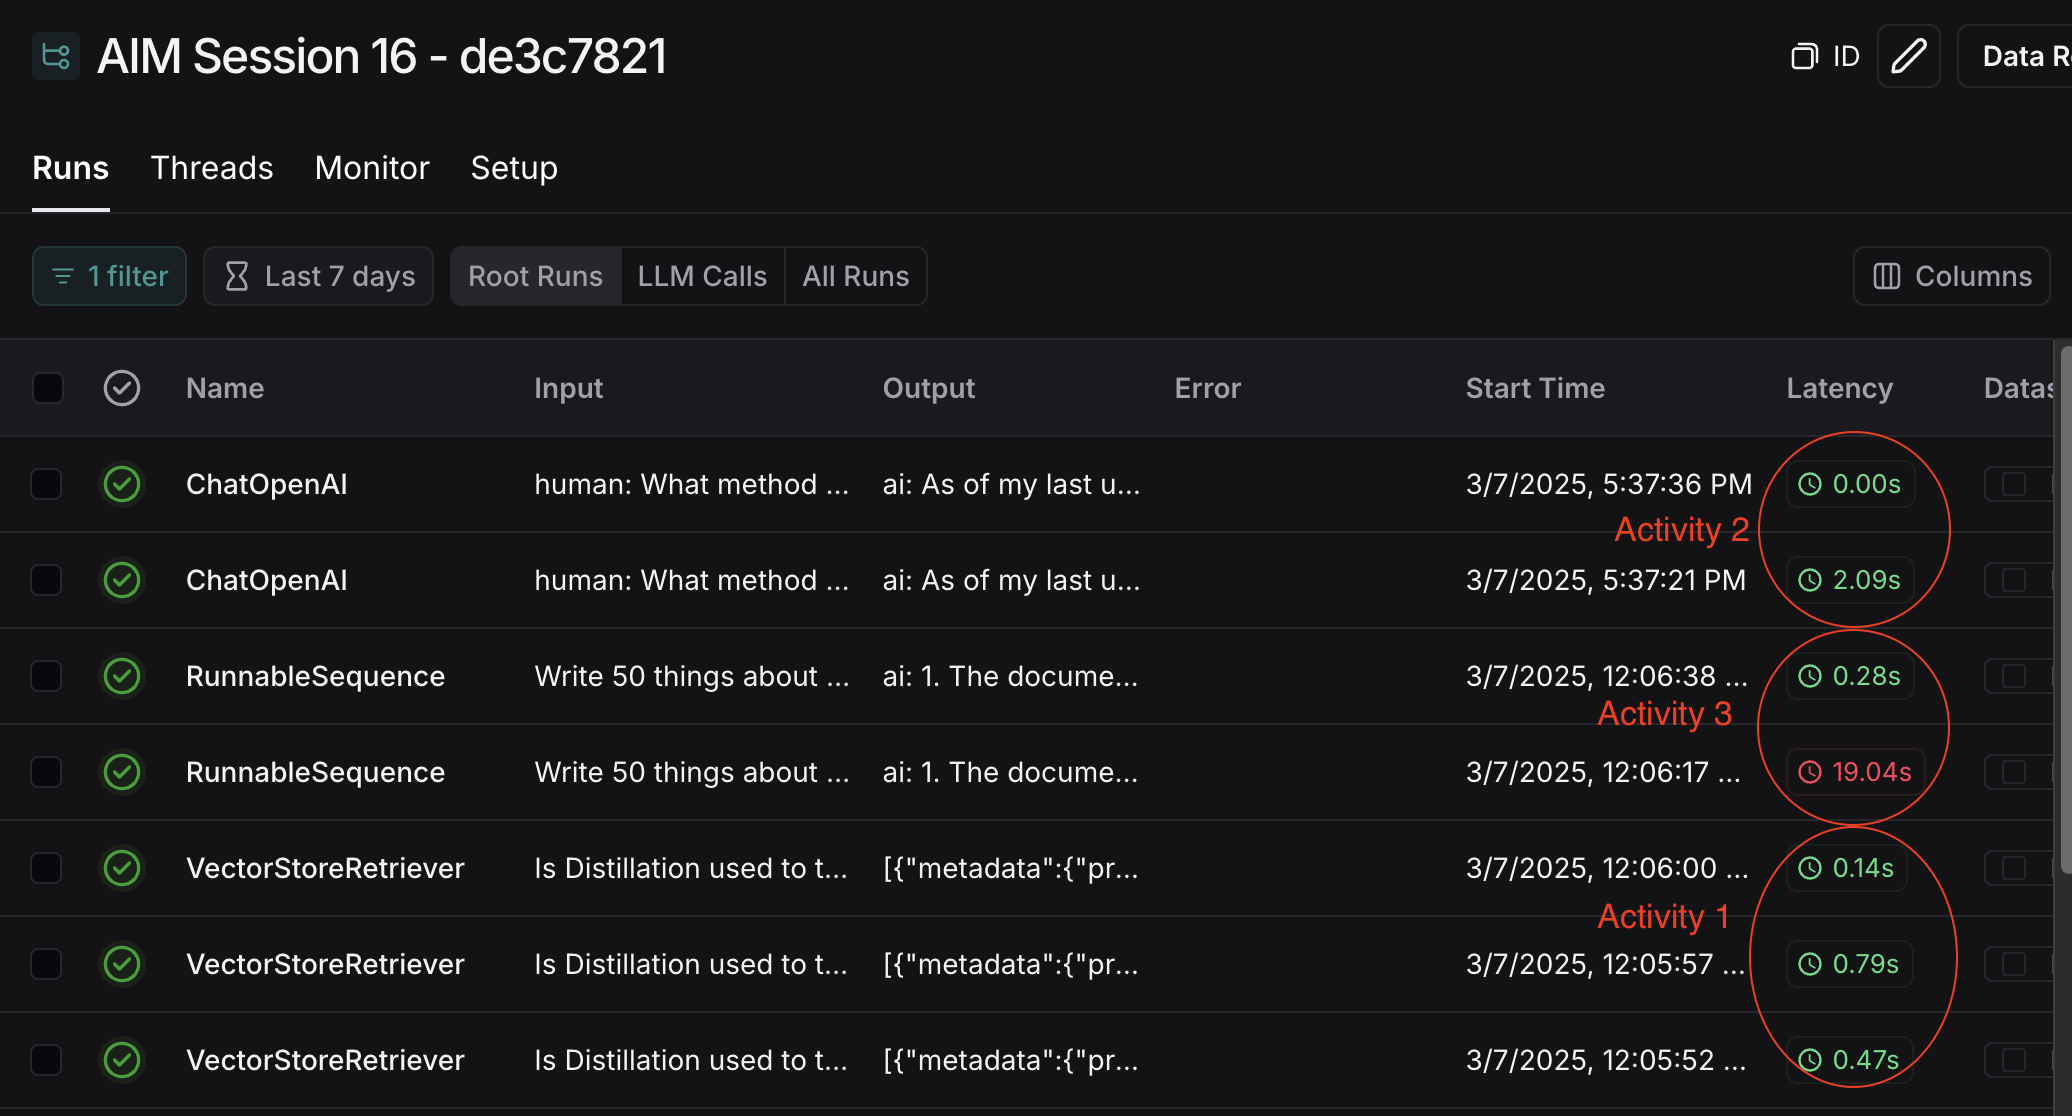 AIM Session 16 - de3c7821
ID
Data R
Runs Threads Monitor Setup
1 filter Last 7 days Root Runs LLM Calls All Runs Columns
Name Input Output Error Start Time Latency Datas
ChatOpenAI human: What method ... ai: As of my last u... 3/7/2025, 5:37:36 PM 0.00s
Activity 2
ChatOpenAI human: What method ... ai: As of my last u... 3/7/2025, 5:37:21 PM 2.09s
RunnableSequence Write 50 things about ... ai: 1. The docume... 3/7/2025, 12:06:38 ... 0.28s
Activity 3
RunnableSequence Write 50 things about ... ai: 1. The docume... 3/7/2025, 12:06:17 ... 19.04s
VectorStoreRetriever Is Distillation used to t... [{"metadata":{"pr... 3/7/2025, 12:06:00 ... 0.14s
Activity 1
VectorStoreRetriever Is Distillation used to t... [{"metadata":{"pr... 3/7/2025, 12:05:57 ... 0.79s
VectorStoreRetriever Is Distillation used to t... [{"metadata":{"pr... 3/7/2025, 12:05:52 ... 0.47s